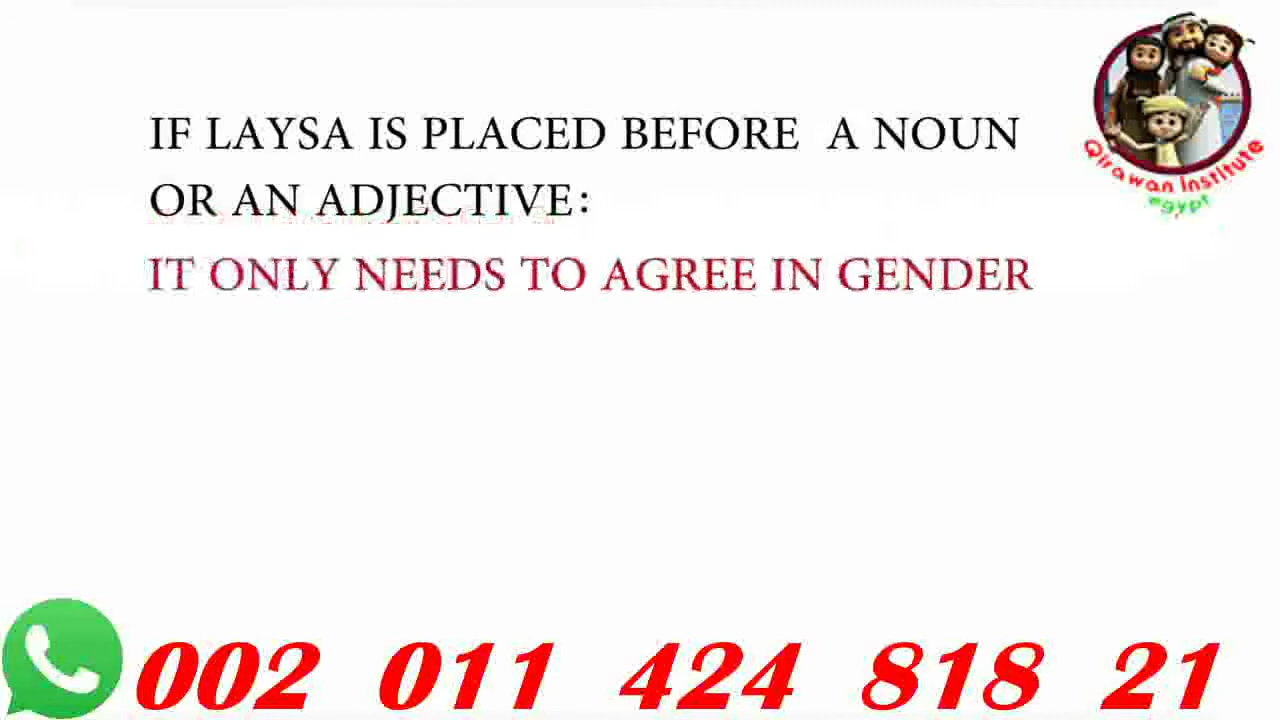 IF LAYSA IS PLACED BEFORE A NOUN
OR AN ADJECTIVE:
IT ONLY NEEDS TO AGREE IN GENDER
Qirawan Institute
egypt
002 011 424 818 21